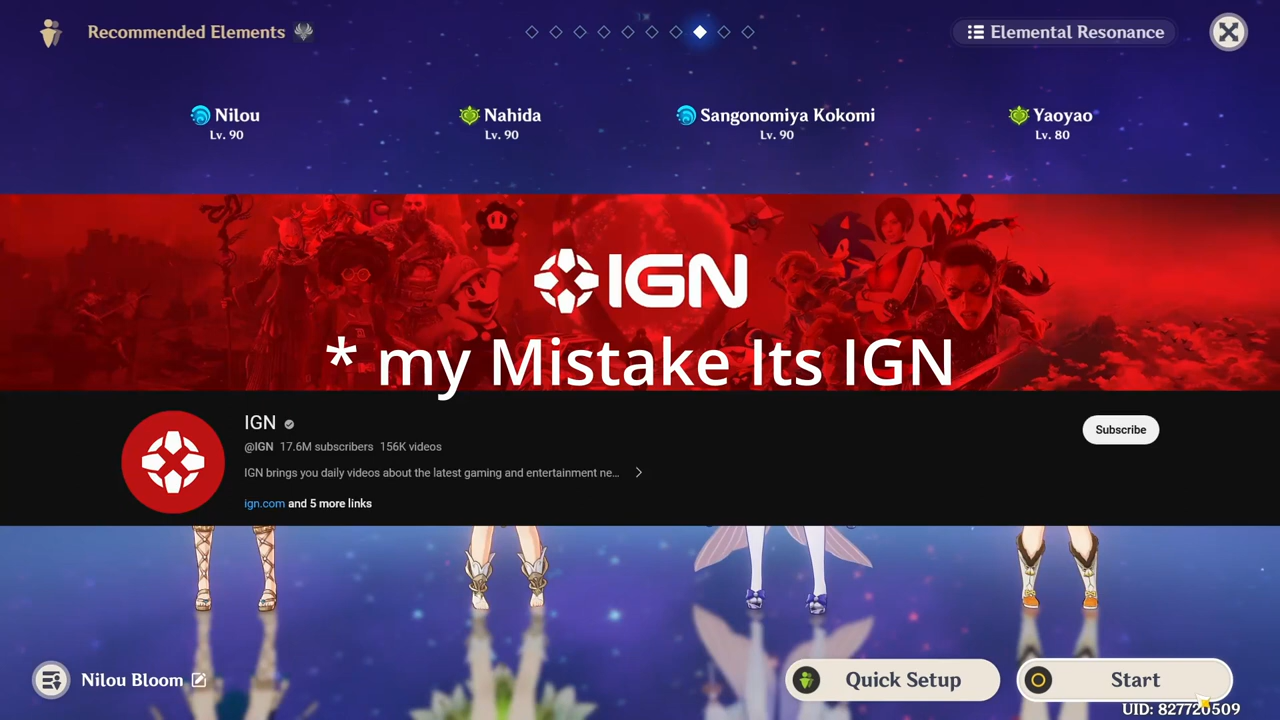 Recommended Elements
Elemental Resonance
Nilou
Lv. 90
Nahida
Lv. 90
Sangonomiya Kokomi
Lv. 90
Yaoyao
Lv. 80
IGN
* my Mistake Its IGN
IGN
@IGN 17.6M subscribers 156K videos
Subscribe
IGN brings you daily videos about the latest gaming and entertainment ne...
ign.com and 5 more links
Nilou Bloom
Quick Setup
Start
UID: 827720509